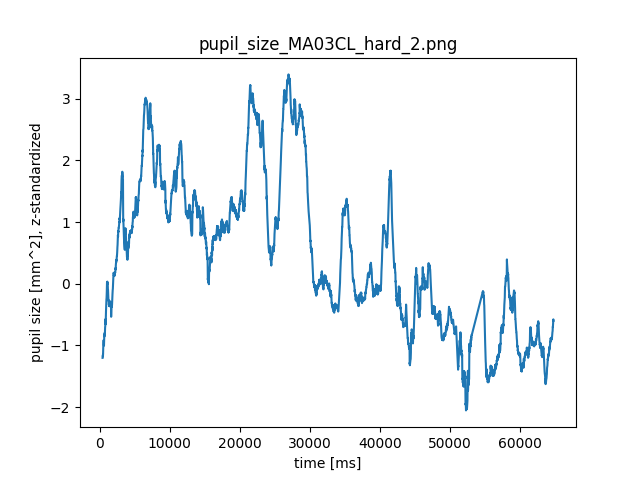 pupil_size_MA03CL_hard_2.png
pupil size [mm^2], z-standardized
3
2
1
0
−1
−2
0 10000 20000 30000 40000 50000 60000
time [ms]